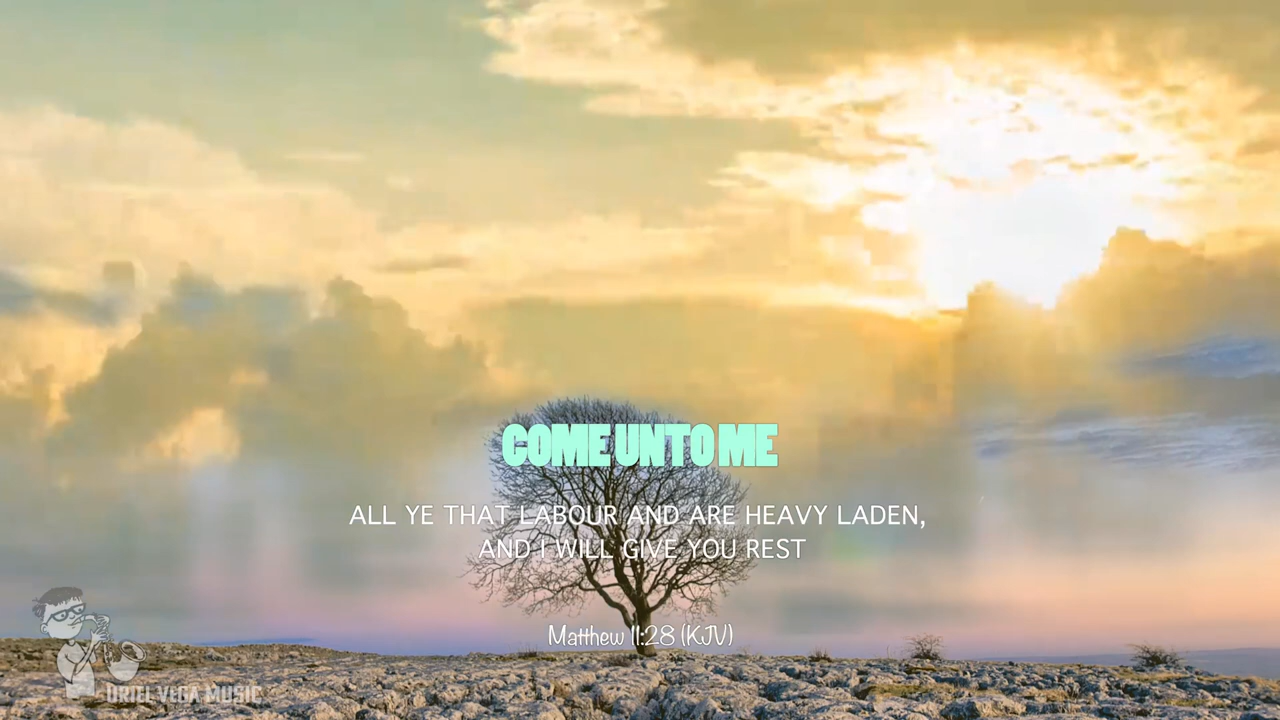 COME UNTO ME
ALL YE THAT LABOUR AND ARE HEAVY LADEN,
AND I WILL GIVE YOU REST
Matthew 11:28 (KJV)
ORIEL VEGA MUSIC